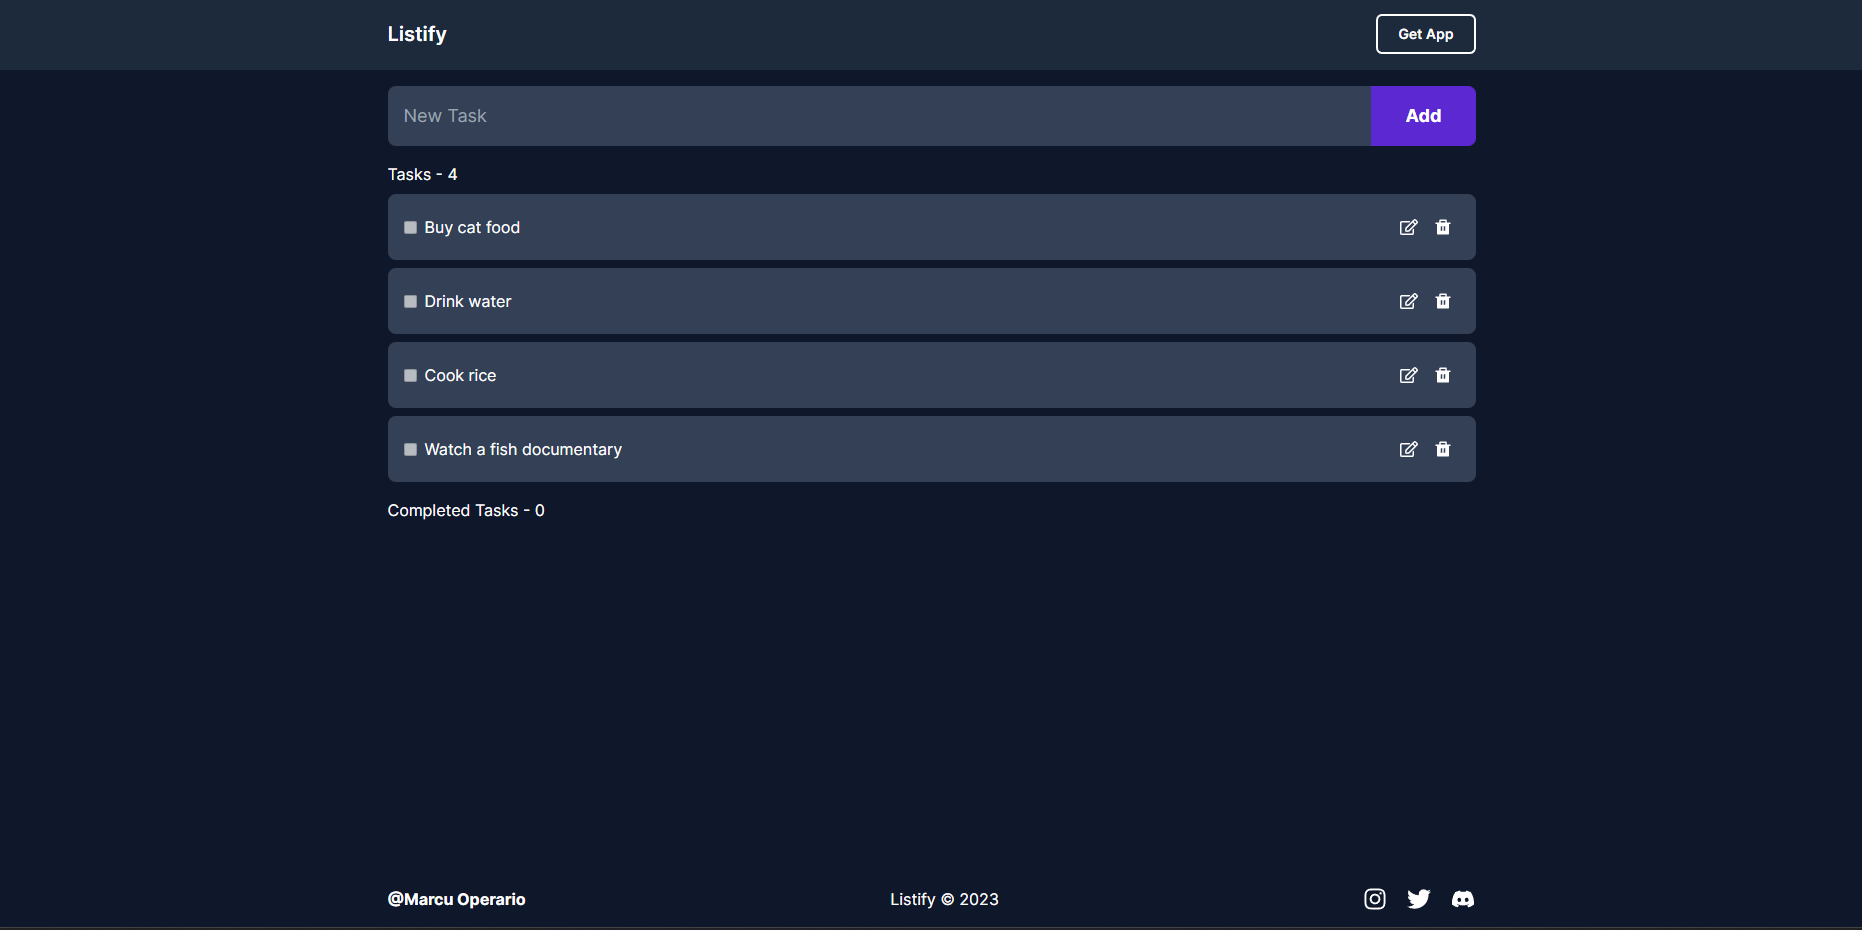 Listify
Get App
New Task
Add
Tasks - 4
Buy cat food
Drink water
Cook rice
Watch a fish documentary
Completed Tasks - 0
@Marcu Operario
Listify © 2023